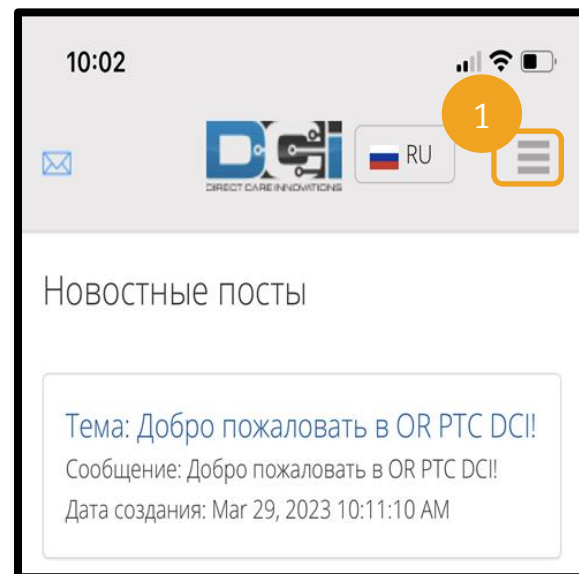 10:02
1
DCi
DIRECT CARE INNOVATIONS
RU
Новостные посты
Тема: Добро пожаловать в OR PTC DCI!
Сообщение: Добро пожаловать в OR PTC DCI!
Дата создания: Mar 29, 2023 10:11:10 AM